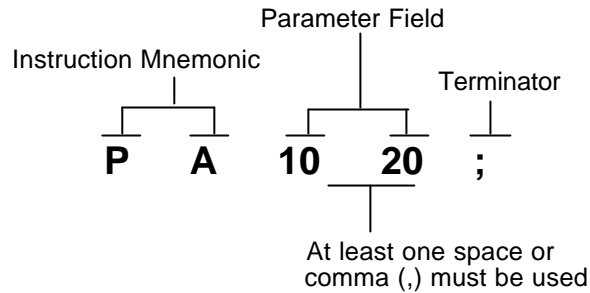 Parameter Field
Instruction Mnemonic
Terminator
P A 10 20 ;
At least one space or
comma (,) must be used